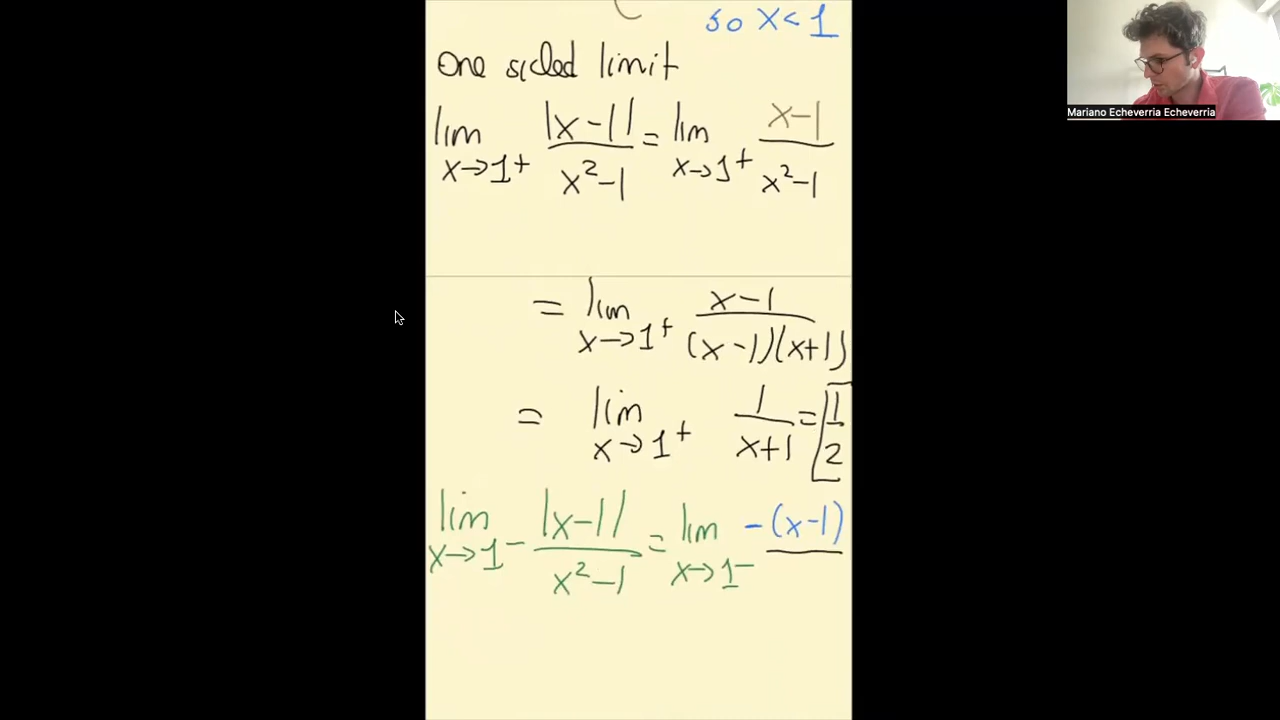 so x < 1
One sided limit
lim x→1⁺ |x-1| / x²-1 = lim x→1⁺ x-1 / x²-1
= lim x→1⁺ x-1 / (x-1)(x+1)
= lim x→1⁺ 1 / x+1 = 1 / 2
lim x→1⁻ |x-1| / x²-1 = lim x→1⁻ -(x-1)
Mariano Echeverria Echeverria